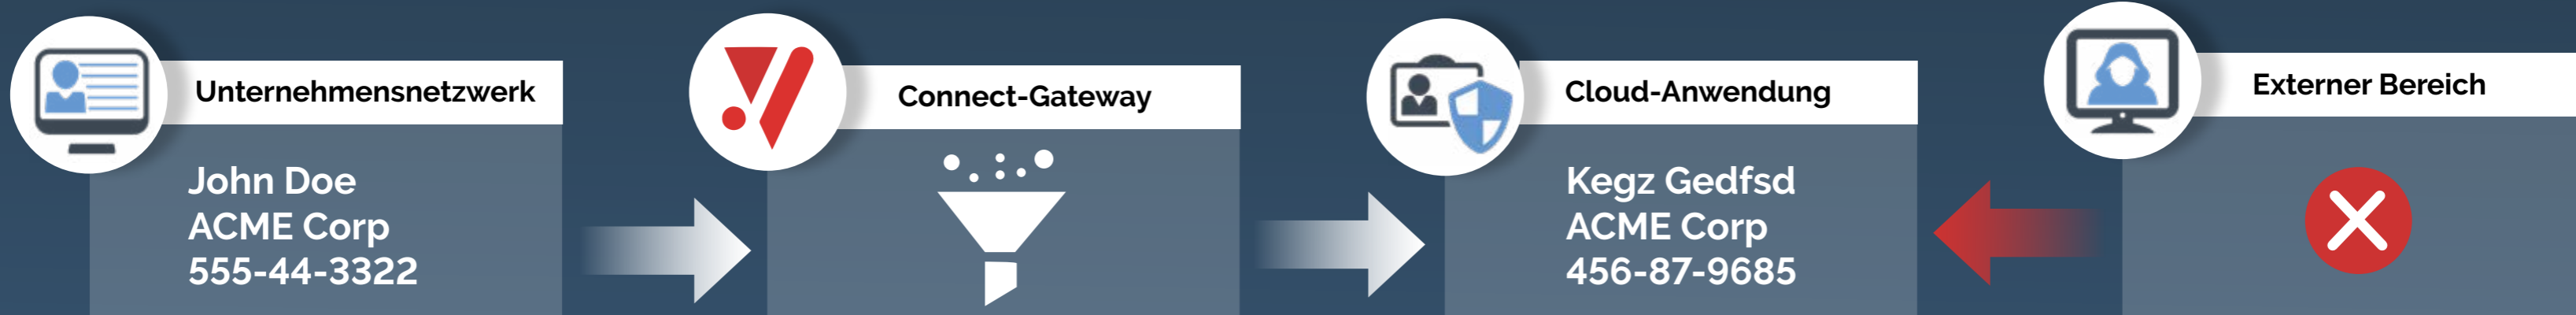 Unternehmensnetzwerk
John Doe
ACME Corp
555-44-3322
Connect-Gateway
Cloud-Anwendung
Kegz Gedfsd
ACME Corp
456-87-9685
Externer Bereich